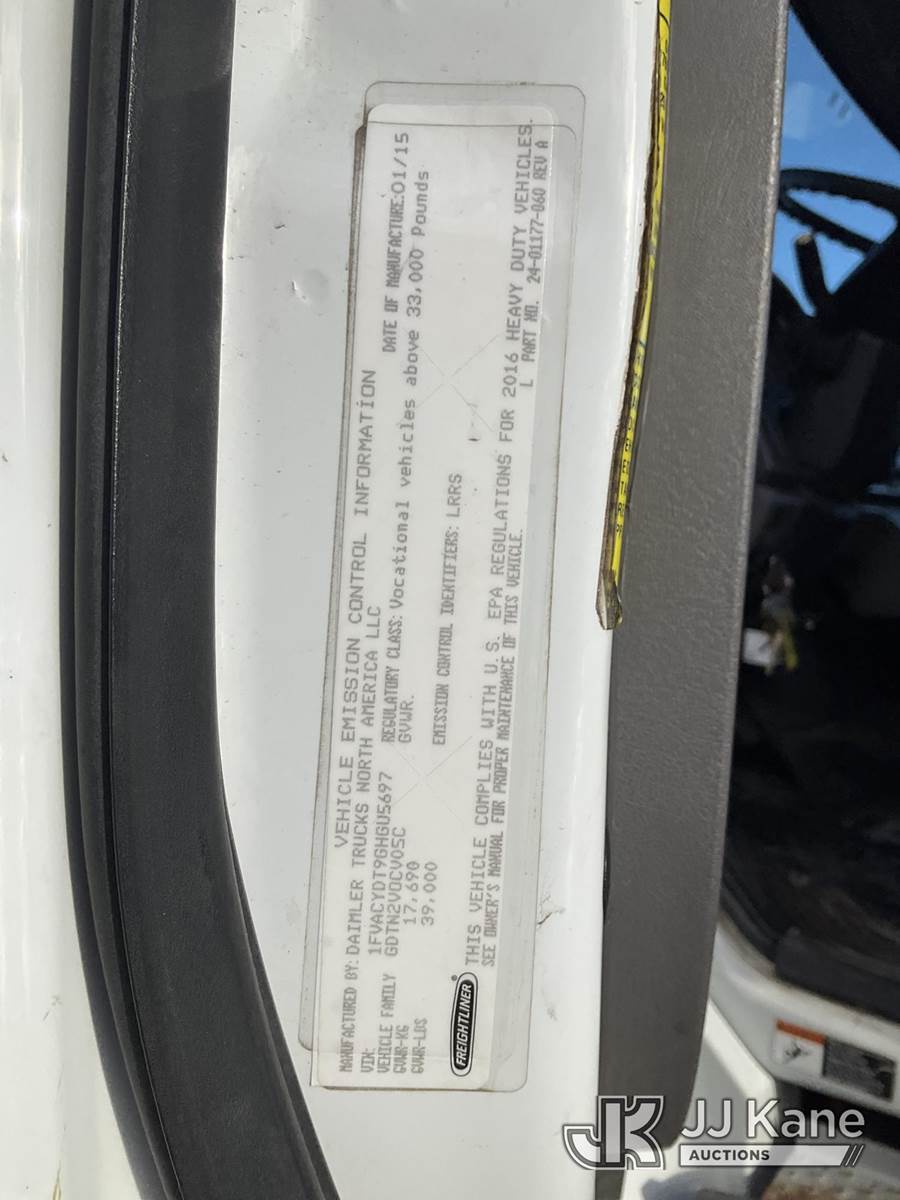 VEHICLE EMISSION CONTROL INFORMATION
MANUFACTURED BY: DAIMLER TRUCKS NORTH AMERICA LLC
DATE OF MANUFACTURE: 01/15
VIN: 1FVACYDT9GHGU5697
REGULATORY CLASS: Vocational vehicles above 33,000 Pounds
GVWR.
VEHICLE FAMILY GDTN2VOCV05C
GVWR-KG 17,690
GVWR-LBS 39,000
EMISSION CONTROL IDENTIFIERS: LRRS
FREIGHTLINER®
THIS VEHICLE COMPLIES WITH U.S. EPA REGULATIONS FOR 2016 HEAVY DUTY VEHICLES.
SEE OWNER'S MANUAL FOR PROPER MAINTENANCE OF THIS VEHICLE.
L PART NO. 24-01177-060 REV A
JK JJ Kane
AUCTIONS